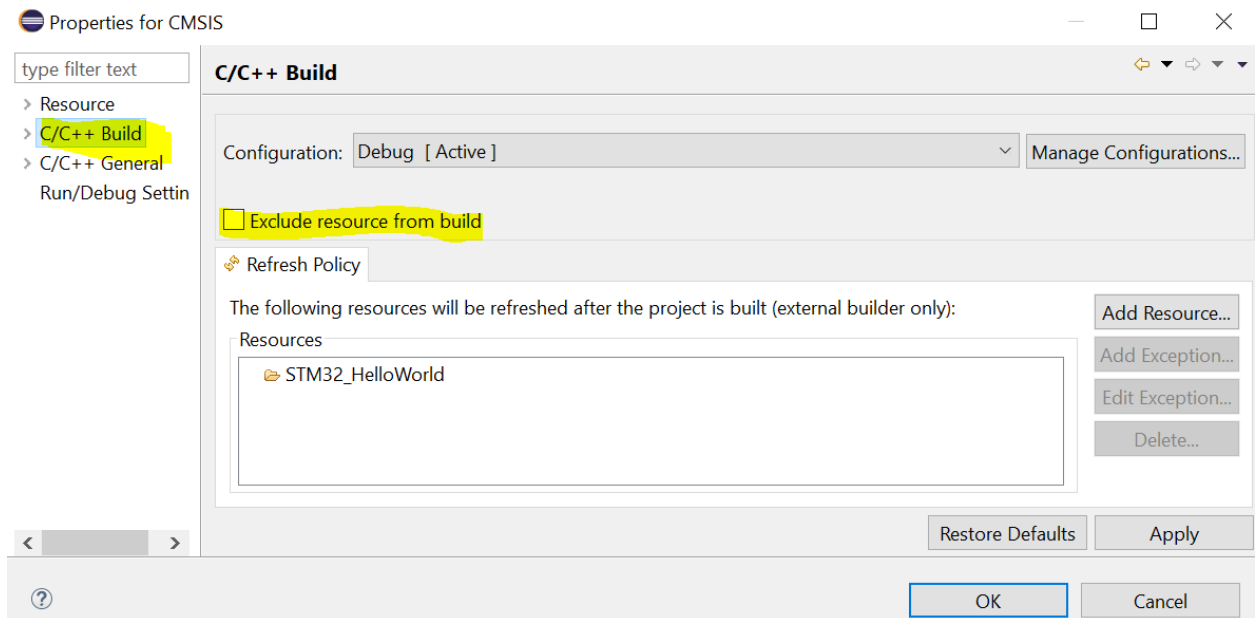 Properties for CMSIS
type filter text
Resource
C/C++ Build
C/C++ General
Run/Debug Settin
C/C++ Build
Configuration: Debug [ Active ] Manage Configurations...
Exclude resource from build
Refresh Policy
The following resources will be refreshed after the project is built (external builder only):
Resources
STM32_HelloWorld
Add Resource...
Add Exception...
Edit Exception...
Delete...
Restore Defaults Apply
? OK Cancel